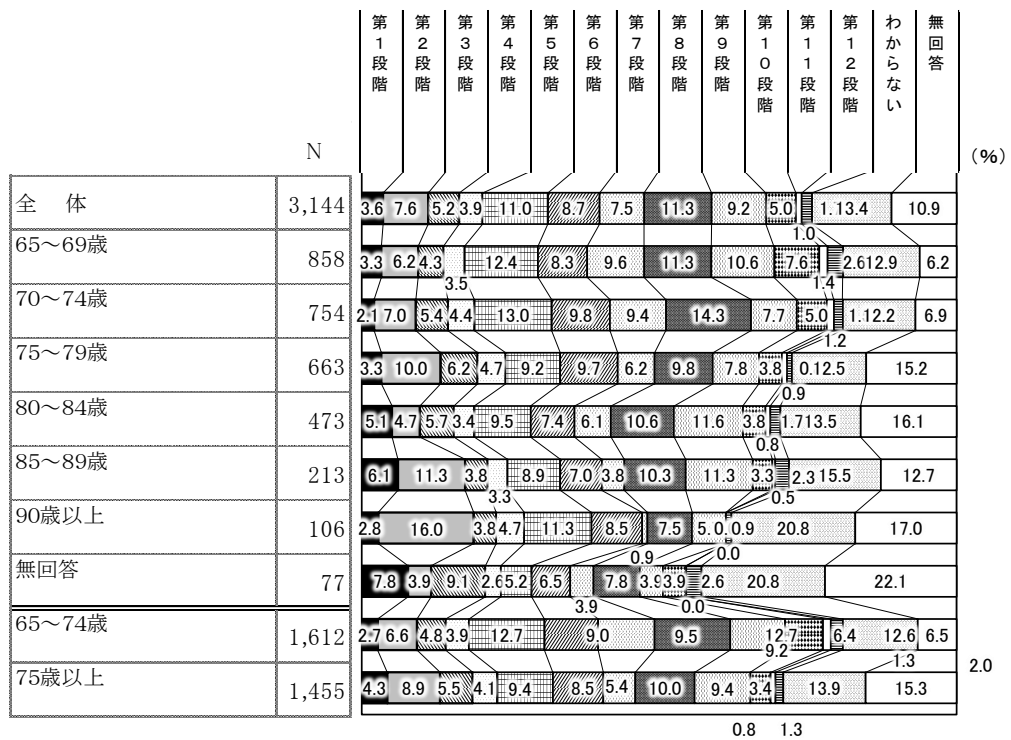 第1段階 第2段階 第3段階 第4段階 第5段階 第6段階 第7段階 第8段階 第9段階 第10段階 第11段階 第12段階 わからない 無回答
N
(%)
全 体 3,144 3.6 7.6 5.2 3.9 11.0 8.7 7.5 11.3 9.2 5.0 1.13.4 10.9
1.0
65～69歳 858 3.3 6.2 4.3 12.4 8.3 9.6 11.3 10.6 7.6 2.612.9 6.2
3.5 1.4
70～74歳 754 2.1 7.0 5.4 4.4 13.0 9.8 9.4 14.3 7.7 5.0 1.12.2 6.9
1.2
75～79歳 663 3.3 10.0 6.2 4.7 9.2 9.7 6.2 9.8 7.8 3.8 0.12.5 15.2
0.9
80～84歳 473 5.1 4.7 5.7 3.4 9.5 7.4 6.1 10.6 11.6 3.8 1.713.5 16.1
0.8
85～89歳 213 6.1 11.3 3.8 8.9 7.0 3.8 10.3 11.3 3.3 2.3 15.5 12.7
3.3 0.5
90歳以上 106 2.8 16.0 3.8 4.7 11.3 8.5 7.5 5.0.0.9 20.8 17.0
0.9 0.0
無回答 77 7.8 3.9 9.1 2.6 5.2 6.5 7.8 3.9 3.9 2.6 20.8 22.1
3.9 0.0
65～74歳 1,612 2.7 6.6 4.8 3.9 12.7 9.0 9.5 12.7 6.4 12.6 6.5
9.2 1.3
2.0
75歳以上 1,455 4.3 8.9 5.5 4.1 9.4 8.5 5.4 10.0 9.4 3.4 13.9 15.3
0.8 1.3